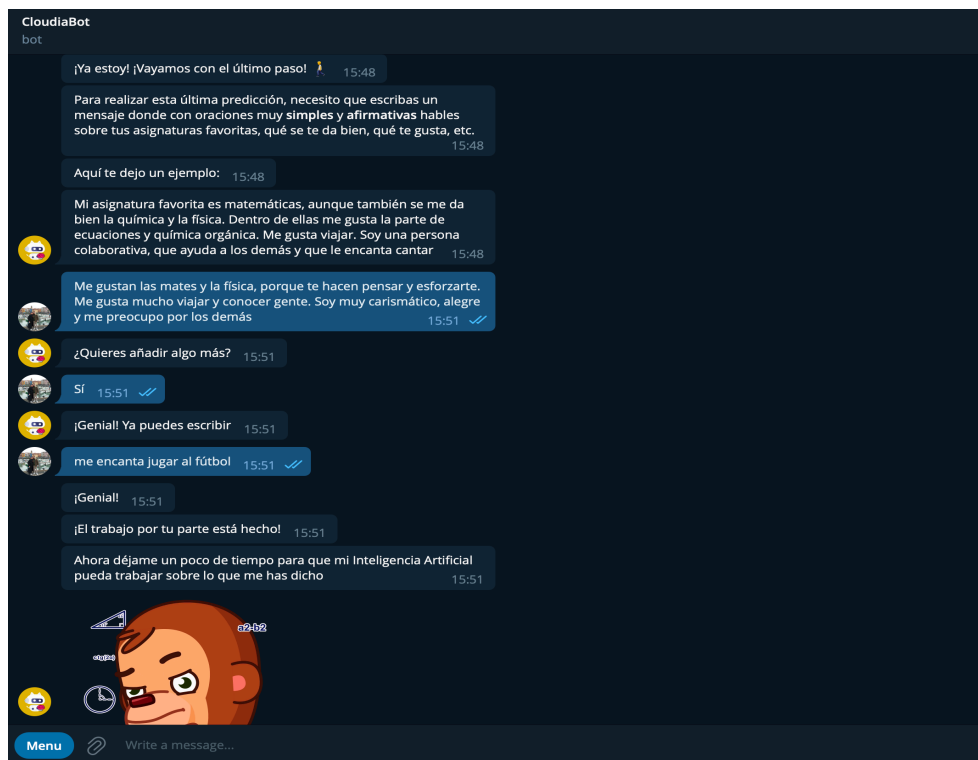 CloudiaBot
bot
¡Ya estoy! ¡Vayamos con el último paso! 15:48
Para realizar esta última predicción, necesito que escribas un
mensaje donde con oraciones muy simples y afirmativas hables
sobre tus asignaturas favoritas, qué se te da bien, qué te gusta, etc.
15:48
Aquí te dejo un ejemplo: 15:48
Mi asignatura favorita es matemáticas, aunque también se me da
bien la química y la física. Dentro de ellas me gusta la parte de
ecuaciones y química orgánica. Me gusta viajar. Soy una persona
colaborativa, que ayuda a los demás y que le encanta cantar 15:48
Me gustan las mates y la física, porque te hacen pensar y esforzarte.
Me gusta mucho viajar y conocer gente. Soy muy carismático, alegre
y me preocupo por los demás 15:51
¿Quieres añadir algo más? 15:51
Sí 15:51
¡Genial! Ya puedes escribir 15:51
me encanta jugar al fútbol 15:51
¡Genial! 15:51
¡El trabajo por tu parte está hecho! 15:51
Ahora déjame un poco de tiempo para que mi Inteligencia Artificial
pueda trabajar sobre lo que me has dicho 15:51
a2-b2
Menu Write a message...